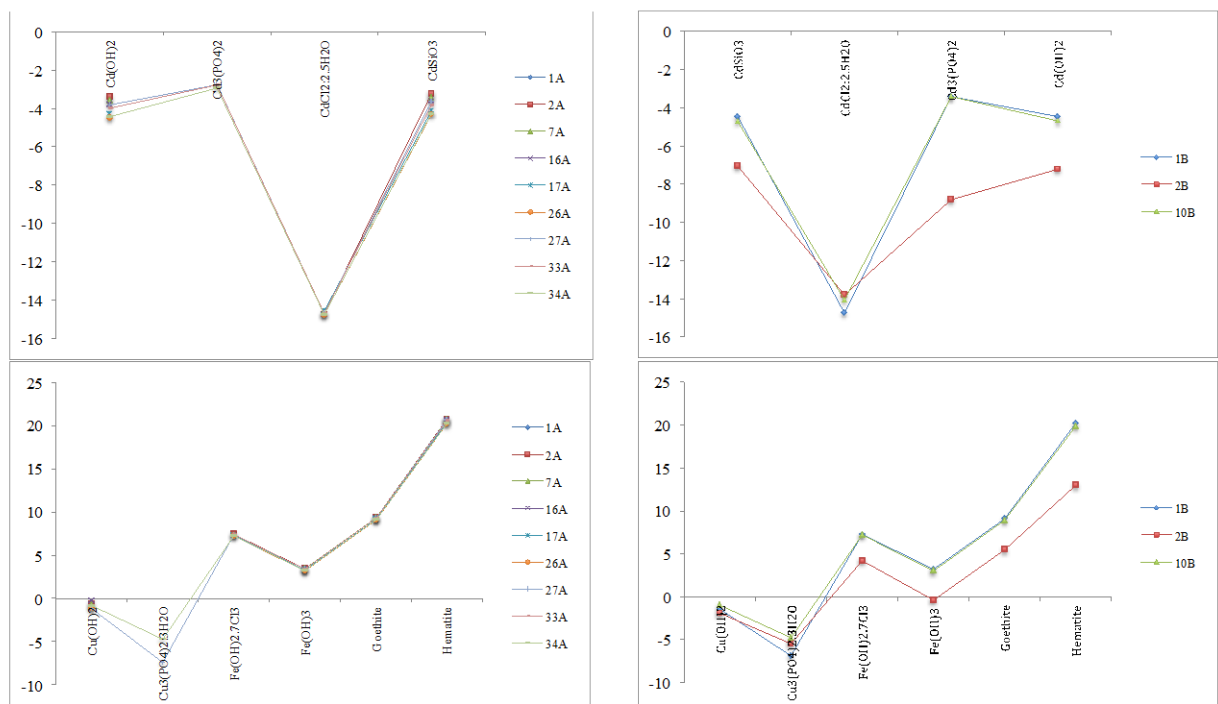 0
-2
-4
-6
-8
-10
-12
-14
-16
Cd(OH)2
Cd3(PO4)2
CdCl2:2.5H2O
CdSiO3
1A
2A
7A
16A
17A
26A
27A
33A
34A
0
-2
-4
-6
-8
-10
-12
-14
-16
CdSiO3
CdCl2:2.5H2O
Cd3(PO4)2
Cd(OH)2
1B
2B
10B
25
20
15
10
5
0
-5
-10
Cu(OH)2
Cu3(PO4)2:3H2O
Fe(OH)2.7Cl3
Fe(OH)3
Goethite
Hematite
1A
2A
7A
16A
17A
26A
27A
33A
34A
25
20
15
10
5
0
-5
-10
Cu(OH)2
Cu3(PO4)2:3H2O
Fe(OH)2.7Cl3
Fe(OH)3
Goethite
Hematite
1B
2B
10B